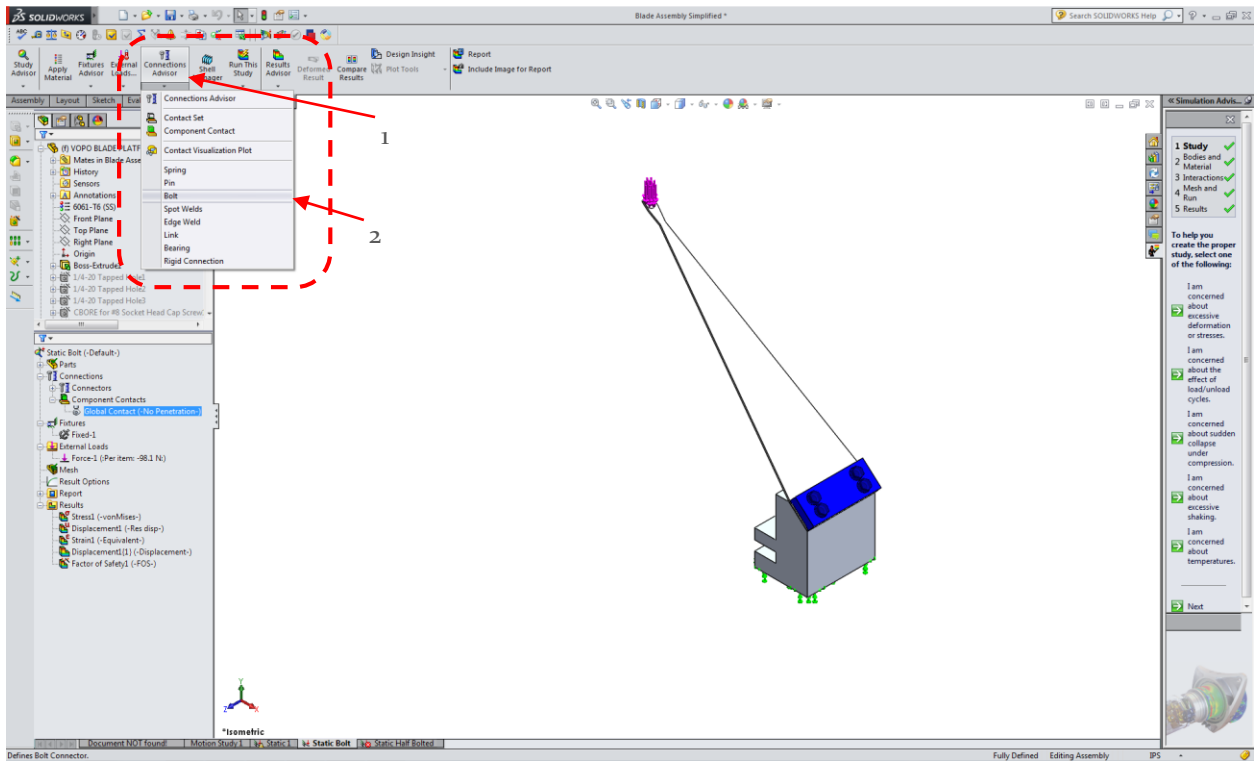 SOLIDWORKS
Blade Assembly Simplified *
Search SOLIDWORKS Help
Study Advisor
Apply Material
Fixtures Advisor
External Loads...
Connections Advisor
Shell
Run This Study
Results Advisor
Deformed Result
Compare Results
Design Insight
Plot Tools
Report
Include Image for Report
Assembly
Layout
Sketch
Connections Advisor
Contact Set
Component Contact
Contact Visualization Plot
Spring
Pin
Bolt
Spot Welds
Edge Weld
Link
Bearing
Rigid Connection
1
2
(f) VOPO BLADE PLATF
Mates in Blade Asse
History
Sensors
Annotations
6061-T6 (SS)
Front Plane
Top Plane
Right Plane
Origin
1/4-20 Tapped Hole1
1/4-20 Tapped Hole2
1/4-20 Tapped Hole3
CBORE for #8 Socket Head Cap Screw
Static Bolt (-Default-)
Parts
Connections
Connectors
Component Contacts
Global Contact (-No Penetration-)
Fixtures
Fixed-1
External Loads
Force-1 (:Per item: -98.1 N:)
Mesh
Result Options
Report
Results
Stress1 (-vonMises-)
Displacement1 (-Res disp-)
Strain1 (-Equivalent-)
Displacement1(1) (-Displacement-)
Factor of Safety1 (-FOS-)
Simulation Advis...
1 Study
2 Bodies and Material
3 Interactions
4 Mesh and Run
5 Results
To help you
create the proper
study, select one
of the following:
I am
concerned
about
excessive
deformation
or stresses.
I am
concerned
about the
effect of
load/unload
cycles.
I am
concerned
about sudden
collapse
under
compression.
I am
concerned
about
excessive
shaking.
I am
concerned
about
temperatures.
Next
Y
Z
X
*Isometric
Document NOT found!
Motion Study 1
Static 1
Static Bolt
Static Half Bolted
Defines Bolt Connector.
Fully Defined
Editing Assembly
IPS